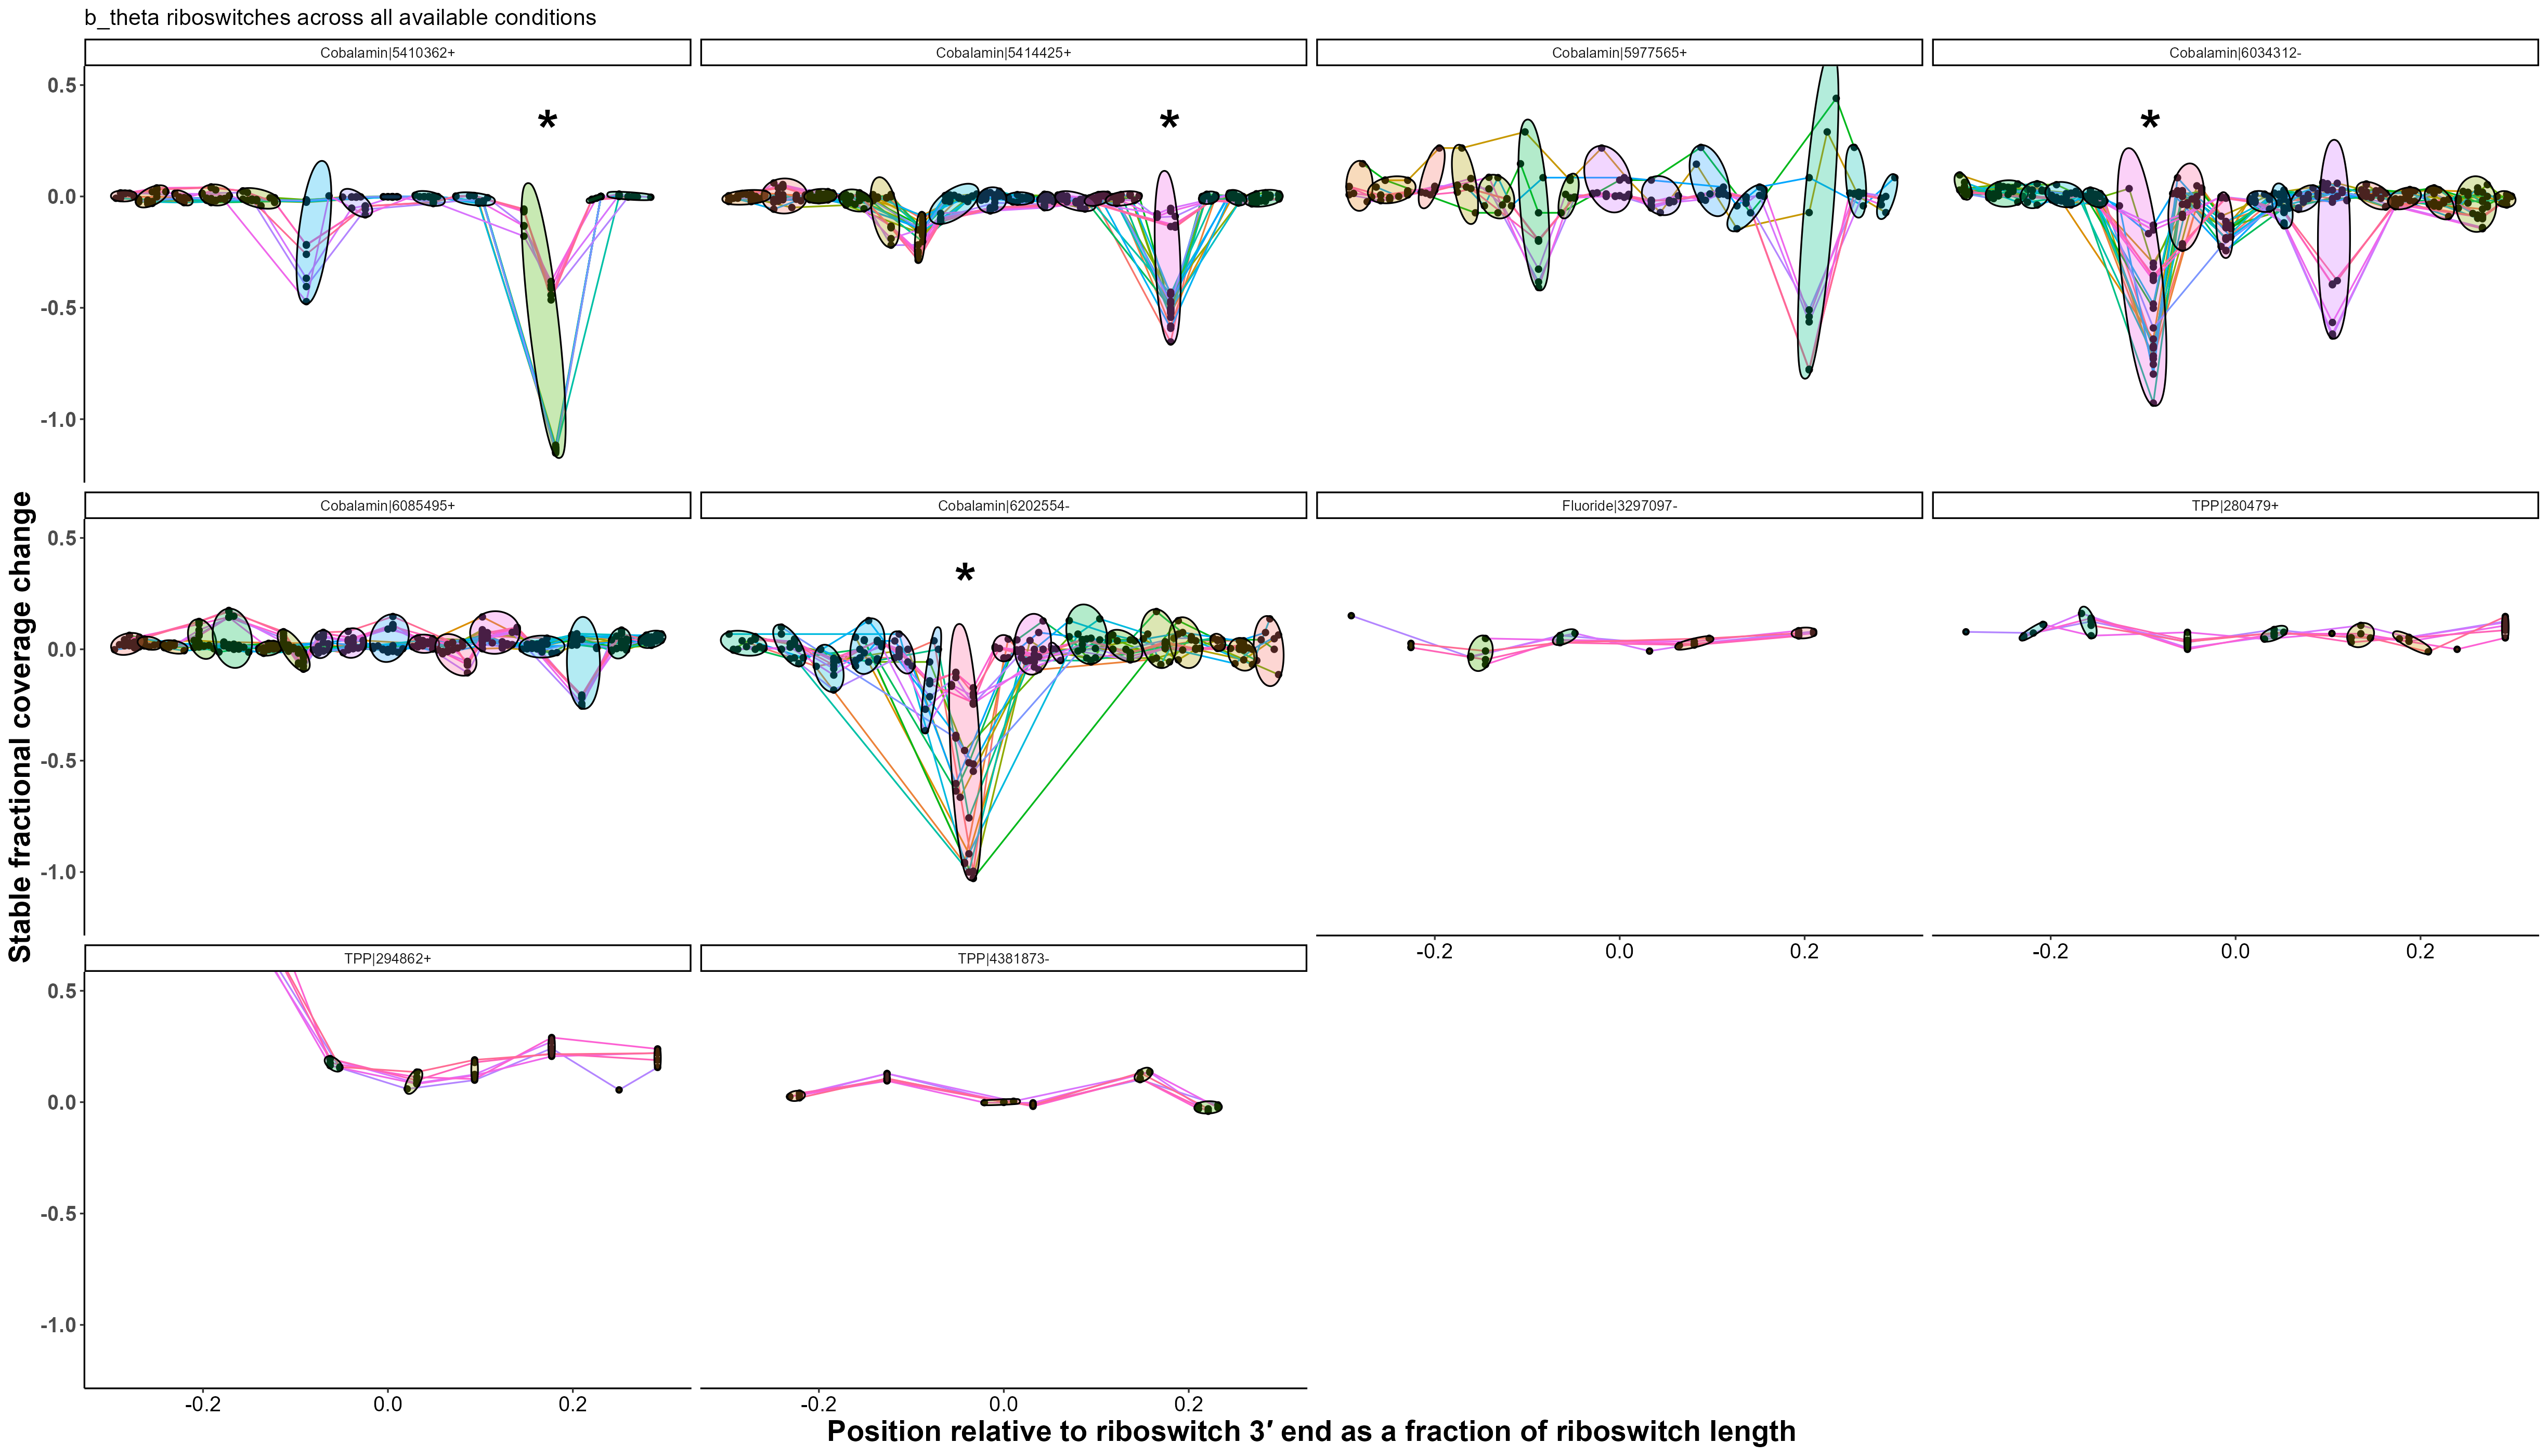 b_theta riboswitches across all available conditions
Cobalamin|5410362+
Cobalamin|5414425+
Cobalamin|5977565+
Cobalamin|6034312-
0.5
0.0
-0.5
-1.0
*
*
*
Cobalamin|6085495+
Cobalamin|6202554-
Fluoride|3297097-
TPP|280479+
0.5
0.0
-0.5
-1.0
*
-0.2 0.0 0.2
-0.2 0.0 0.2
TPP|294862+
TPP|4381873-
0.5
0.0
-0.5
-1.0
-0.2 0.0 0.2
-0.2 0.0 0.2
Stable fractional coverage change
Position relative to riboswitch 3′ end as a fraction of riboswitch length